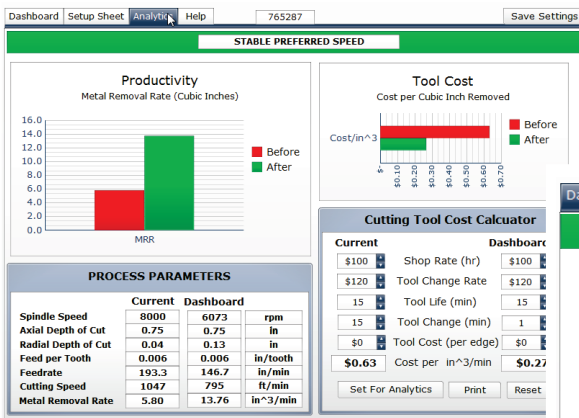 Dashboard Setup Sheet Analytics Help 765287 Save Settings
STABLE PREFERRED SPEED
Productivity
Metal Removal Rate (Cubic Inches)
16.0
14.0
12.0
10.0
8.0
6.0
4.0
2.0
0.0
MRR
Before
After
Tool Cost
Cost per Cubic Inch Removed
Cost/in^3
Before
After
$- $0.10 $0.20 $0.30 $0.40 $0.50 $0.60 $0.70
Da
PROCESS PARAMETERS
Current Dashboard
Spindle Speed 8000 6073 rpm
Axial Depth of Cut 0.75 0.75 in
Radial Depth of Cut 0.04 0.13 in
Feed per Tooth 0.006 0.006 in/tooth
Feedrate 193.3 146.7 in/min
Cutting Speed 1047 795 ft/min
Metal Removal Rate 5.80 13.76 in^3/min
Cutting Tool Cost Calcuator
Current Dashboard
$100 Shop Rate (hr) $100
$120 Tool Change Rate $120
15 Tool Life (min) 15
15 Tool Change (min) 1
$0 Tool Cost (per edge) $0
$0.63 Cost per in^3/min $0.27
Set For Analytics Print Reset